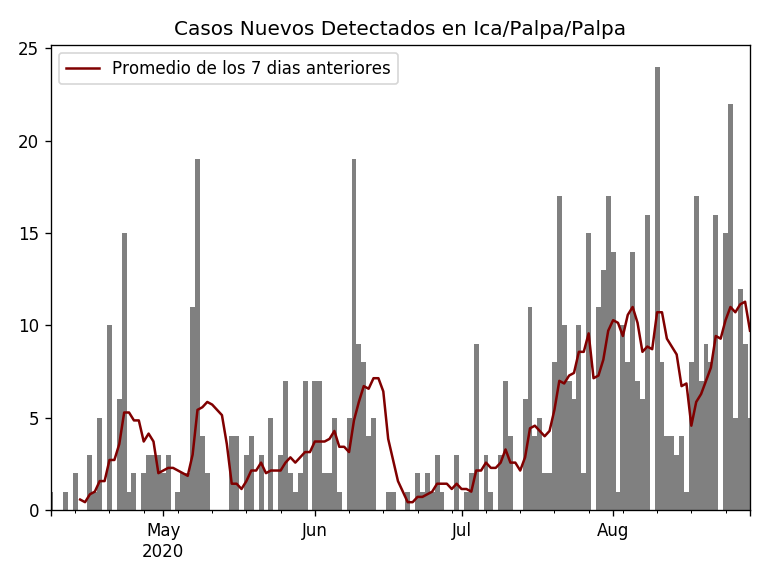 Casos Nuevos Detectados en Ica/Palpa/Palpa
Promedio de los 7 dias anteriores
25
20
15
10
5
0
May
2020
Jun
Jul
Aug